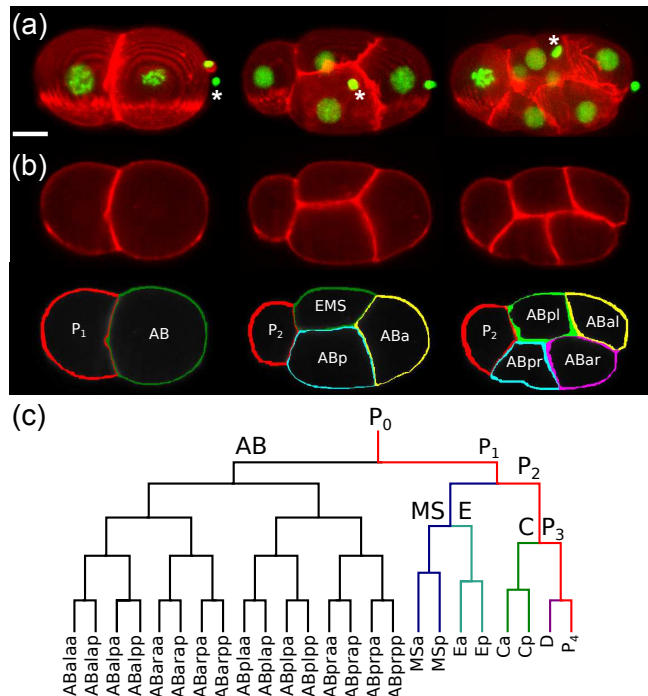 (a)
*
*
*
(b)
P1 AB
P2 EMS ABa ABp
P2 ABpl ABal ABpr ABar
(c)
P0
AB P1
P2
MS E
C P3
ABalaa ABalap ABalpa ABalpp ABaraa ABarap ABarpa ABarpp ABplaa ABplap ABplpa ABplpp ABpraa ABprap ABprpa ABprpp MSa MSp Ea Ep Ca Cp D P4